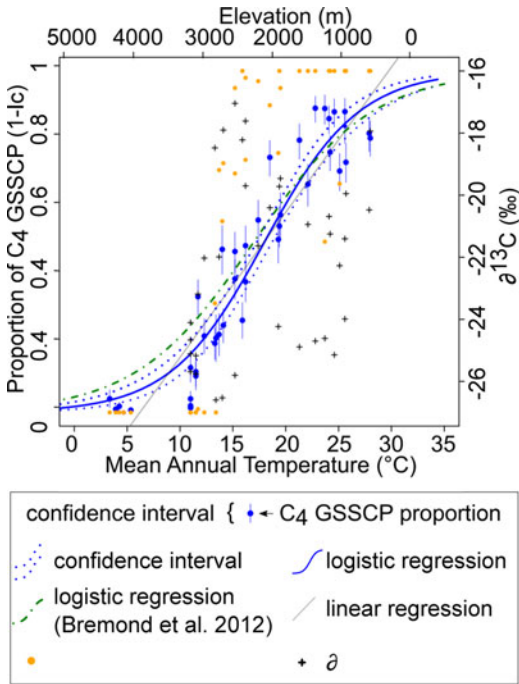 Elevation (m)
5000 4000 3000 2000 1000 0
1
0.8
0.6
0.4
0.4
0
Proportion of C4 GSSCP (1-Ic)
-16
-18
-20
-22
-24
-26
∂13C (‰)
0 5 10 15 20 25 30 35
Mean Annual Temperature (°C)
confidence interval { C4 GSSCP proportion
confidence interval
logistic regression
logistic regression
(Bremond et al. 2012)
linear regression
∂